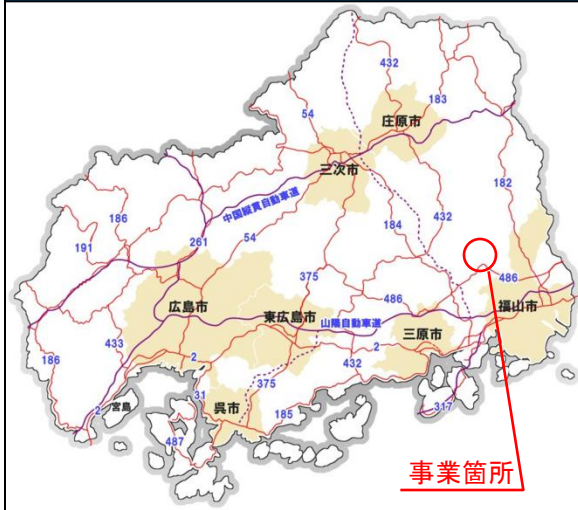 432
54
183
庄原市
三次市
182
中国縦貫自動車道
186
191
261
54
184
432
375
486
486
広島市
東広島市
山陽自動車道
福山市
三原市
186
433
2
2
432
375
31
185
317
宮島
2
呉市
487
事業箇所